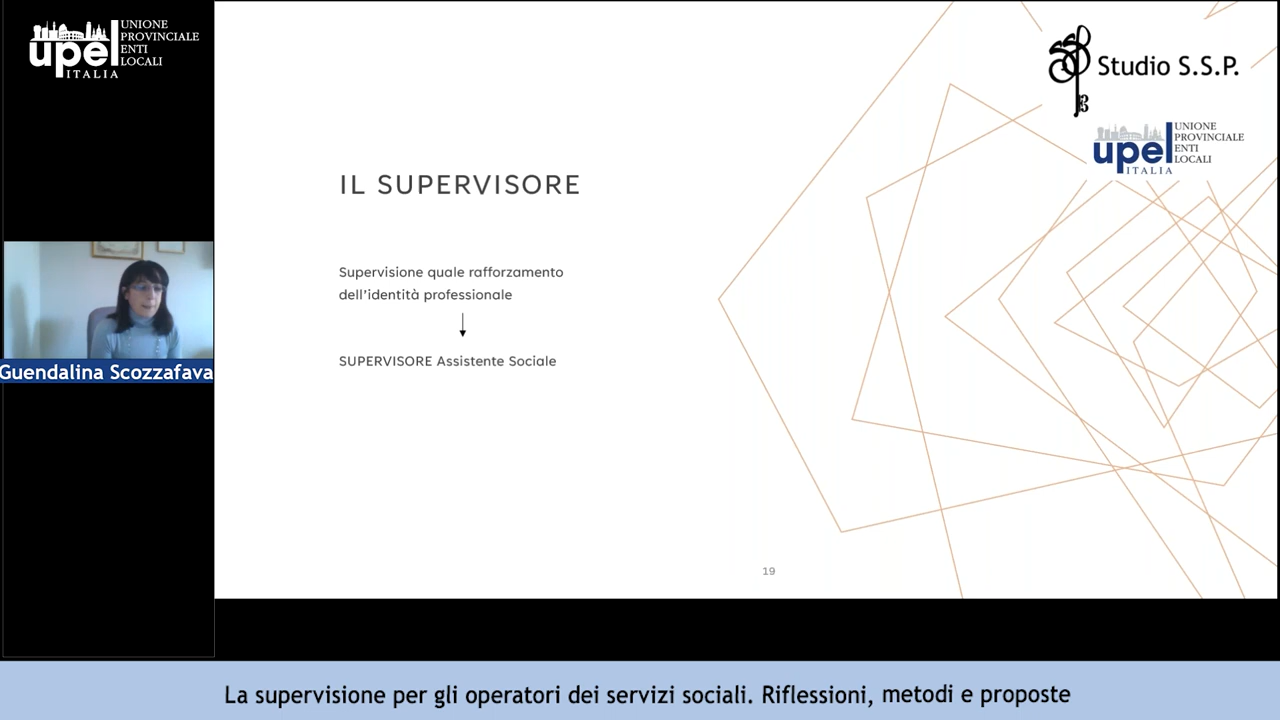 upel
ITALIA
UNIONE
PROVINCIALE
ENTI
LOCALI
Studio S.S.P.
upel
ITALIA
UNIONE
PROVINCIALE
ENTI
LOCALI
IL SUPERVISORE
Supervisione quale rafforzamento
dell'identità professionale
SUPERVISORE Assistente Sociale
Guendalina Scozzafava
19
La supervisione per gli operatori dei servizi sociali. Riflessioni, metodi e proposte